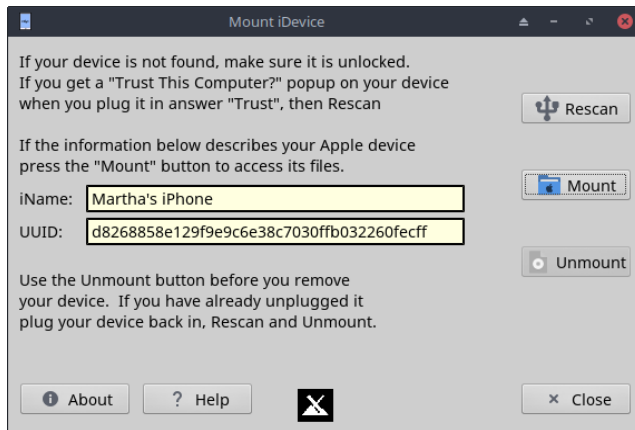 Mount iDevice
If your device is not found, make sure it is unlocked.
If you get a "Trust This Computer?" popup on your device
when you plug it in answer "Trust", then Rescan
Rescan
If the information below describes your Apple device
press the "Mount" button to access its files.
Mount
iName: Martha's iPhone
UUID: d8268858e129f9e9c6e38c7030ffb032260fecff
Unmount
Use the Unmount button before you remove
your device. If you have already unplugged it
plug your device back in, Rescan and Unmount.
About
? Help
Close